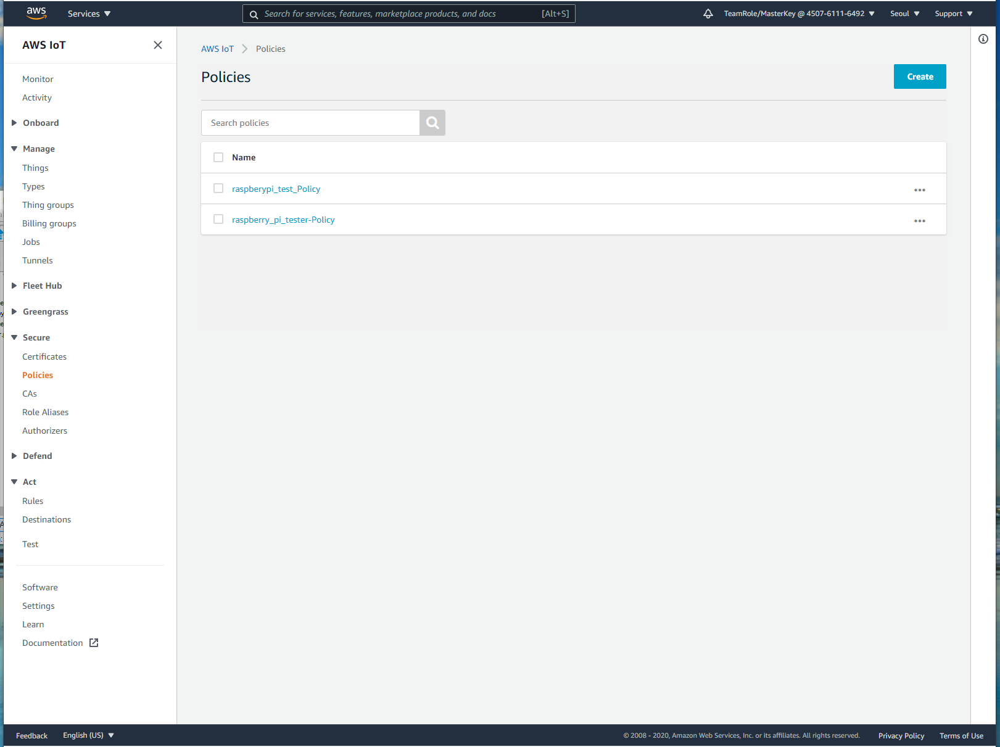 aws
Services
Search for services, features, marketplace products, and docs [Alt+S]
TeamRole/MasterKey @ 4507-6111-6492
Seoul
Support
AWS IoT
Monitor
Activity
Onboard
Manage
Things
Types
Thing groups
Billing groups
Jobs
Tunnels
Fleet Hub
Greengrass
Secure
Certificates
Policies
CAs
Role Aliases
Authorizers
Defend
Act
Rules
Destinations
Test
Software
Settings
Learn
Documentation
AWS IoT Policies
Policies
Create
Search policies
Name
raspberypi_test_Policy
raspberry_pi_tester-Policy
Feedback
English (US)
© 2008 - 2020, Amazon Web Services, Inc. or its affiliates. All rights reserved.
Privacy Policy
Terms of Use